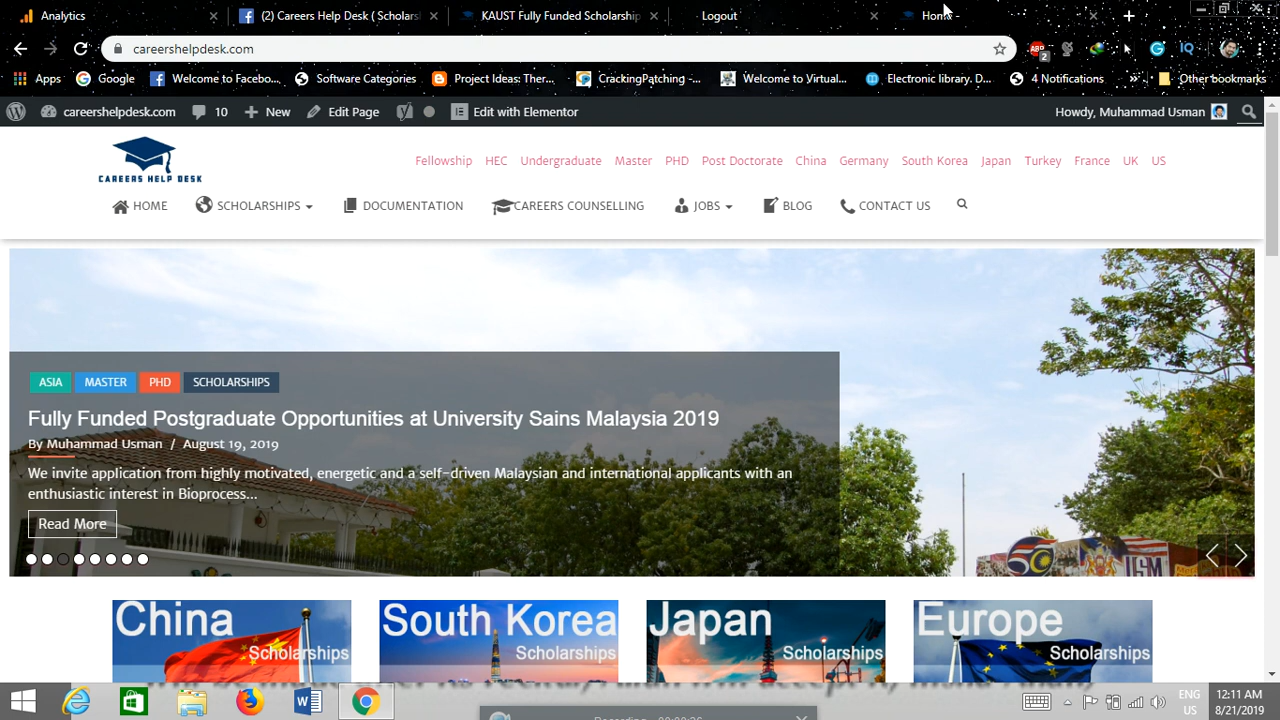 Analytics
(2) Careers Help Desk ( Scholars
KAUST Fully Funded Scholarship
Logout
Home -
careershelpdesk.com
ABP
2
IQ
Apps
Google
Welcome to Facebo...
Software Categories
Project Ideas: Ther...
CrackingPatching -...
Welcome to Virtual...
Electronic library. D...
4 Notifications
Other bookmarks
careershelpdesk.com
10
New
Edit Page
Edit with Elementor
Howdy, Muhammad Usman
CAREERS HELP DESK
Fellowship HEC Undergraduate Master PHD Post Doctorate China Germany South Korea Japan Turkey France UK US
HOME SCHOLARSHIPS DOCUMENTATION CAREERS COUNSELLING JOBS BLOG CONTACT US
ASIA MASTER PHD SCHOLARSHIPS
Fully Funded Postgraduate Opportunities at University Sains Malaysia 2019
By Muhammad Usman / August 19, 2019
We invite application from highly motivated, energetic and a self-driven Malaysian and international applicants with an
enthusiastic interest in Bioprocess...
Read More
USM
China
Scholarships
South Korea
Scholarships
Japan
Scholarships
Europe
Scholarships
ENG
US
12:11 AM
8/21/2019